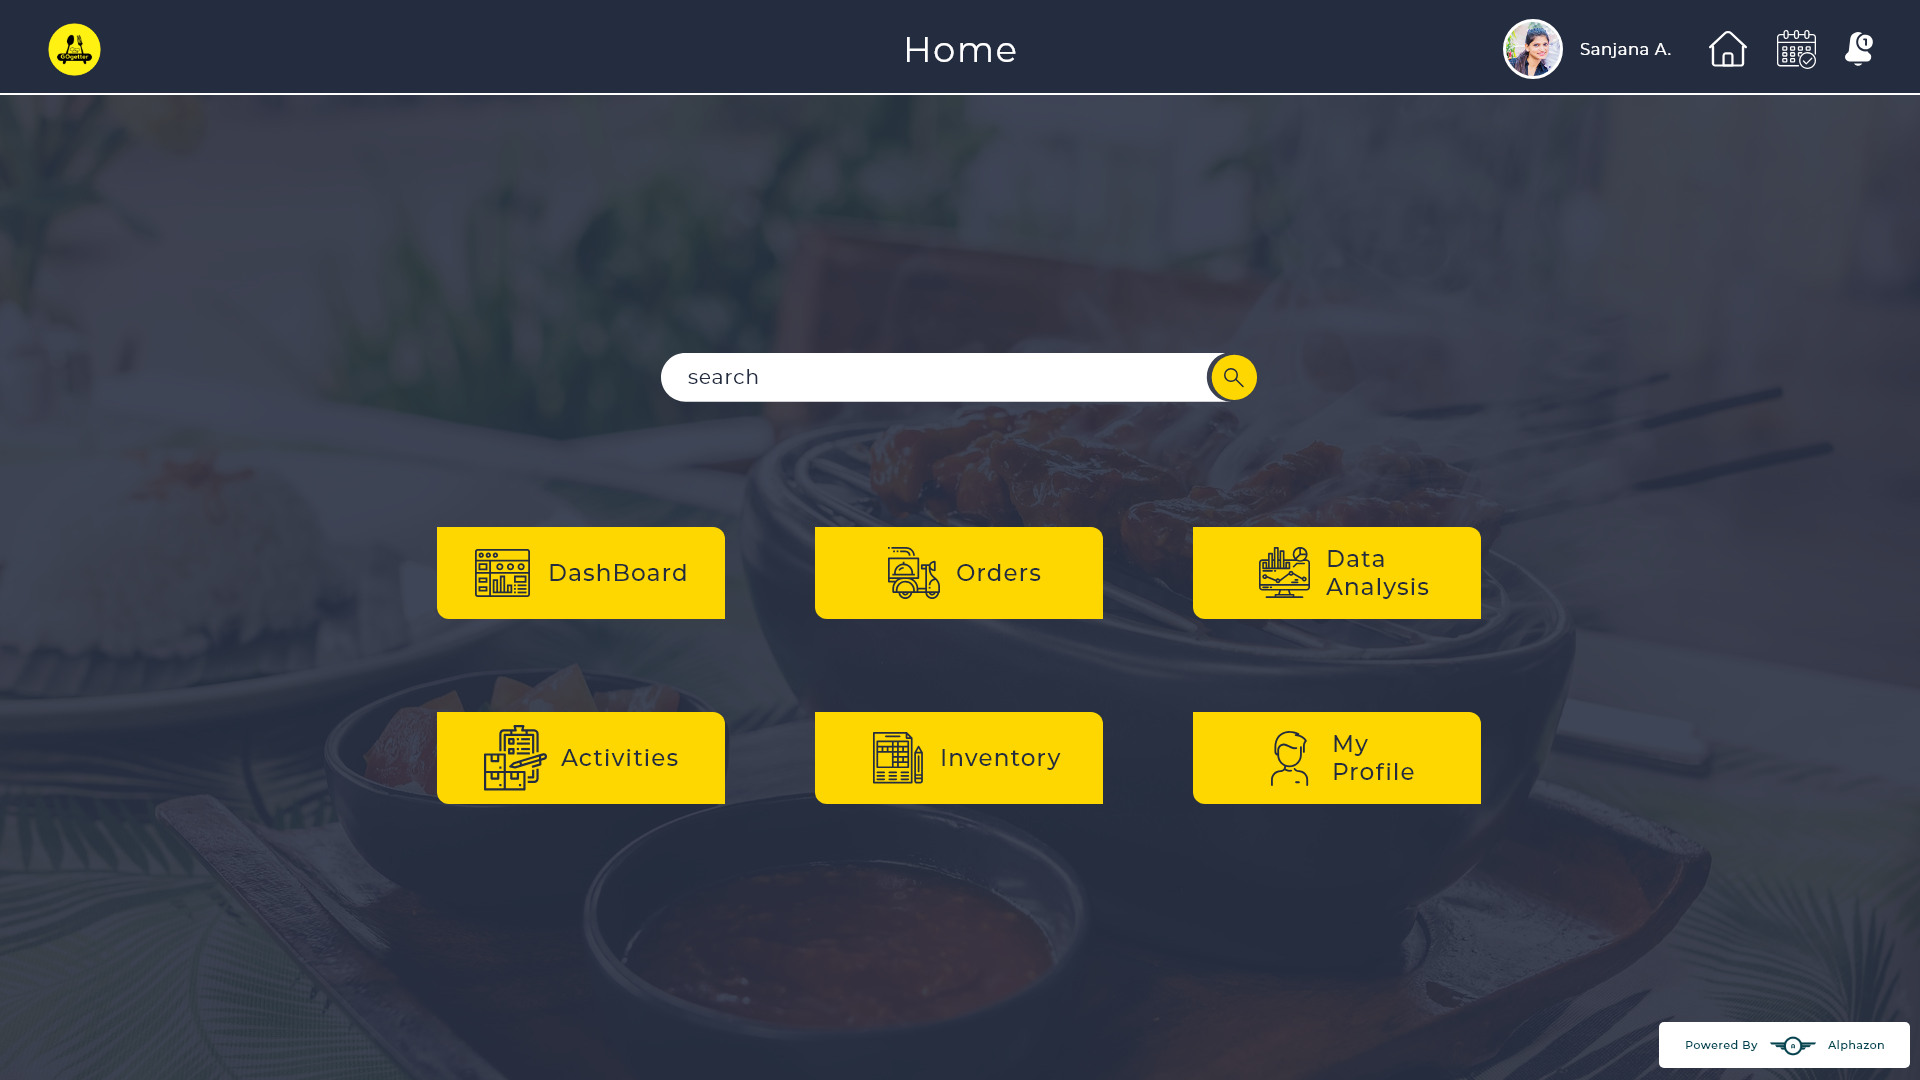 GOgetter
Home
Sanjana A.
1
search
DashBoard
Orders
Data
Analysis
Activities
Inventory
My
Profile
Powered By
Alphazon